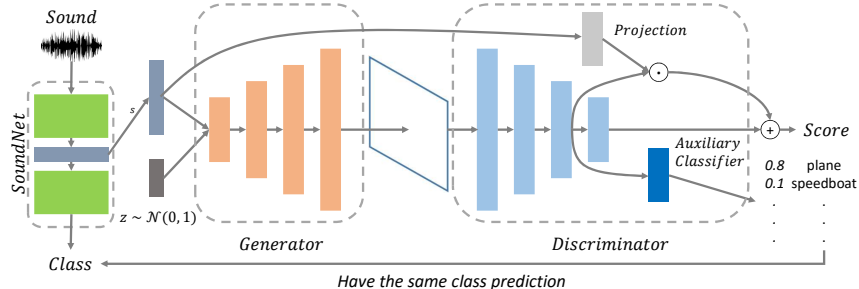 Sound
Projection
s
SoundNet
Score
Auxiliary
Classifier
0.8 plane
0.1 speedboat
. .
. .
. .
z ~ 𝒩(0,1)
Generator
Discriminator
Class
Have the same class prediction